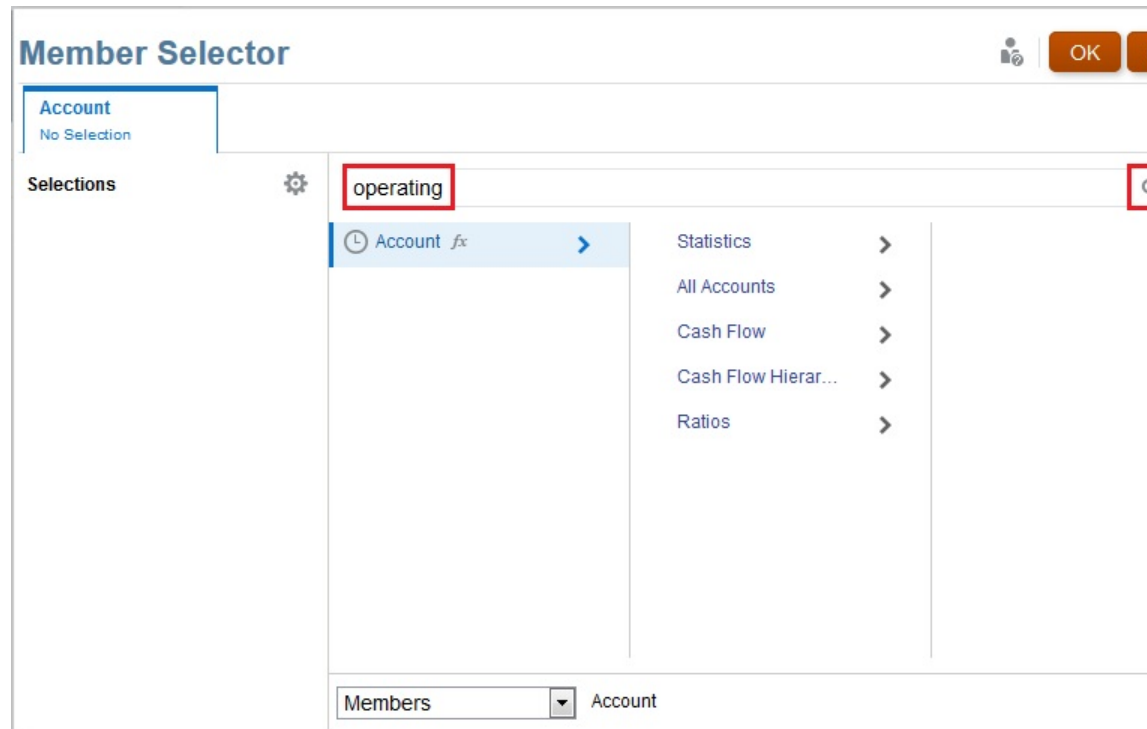 Member Selector
OK
Account
No Selection
Selections
operating
Account fx
Statistics
All Accounts
Cash Flow
Cash Flow Hierar...
Ratios
Members
Account